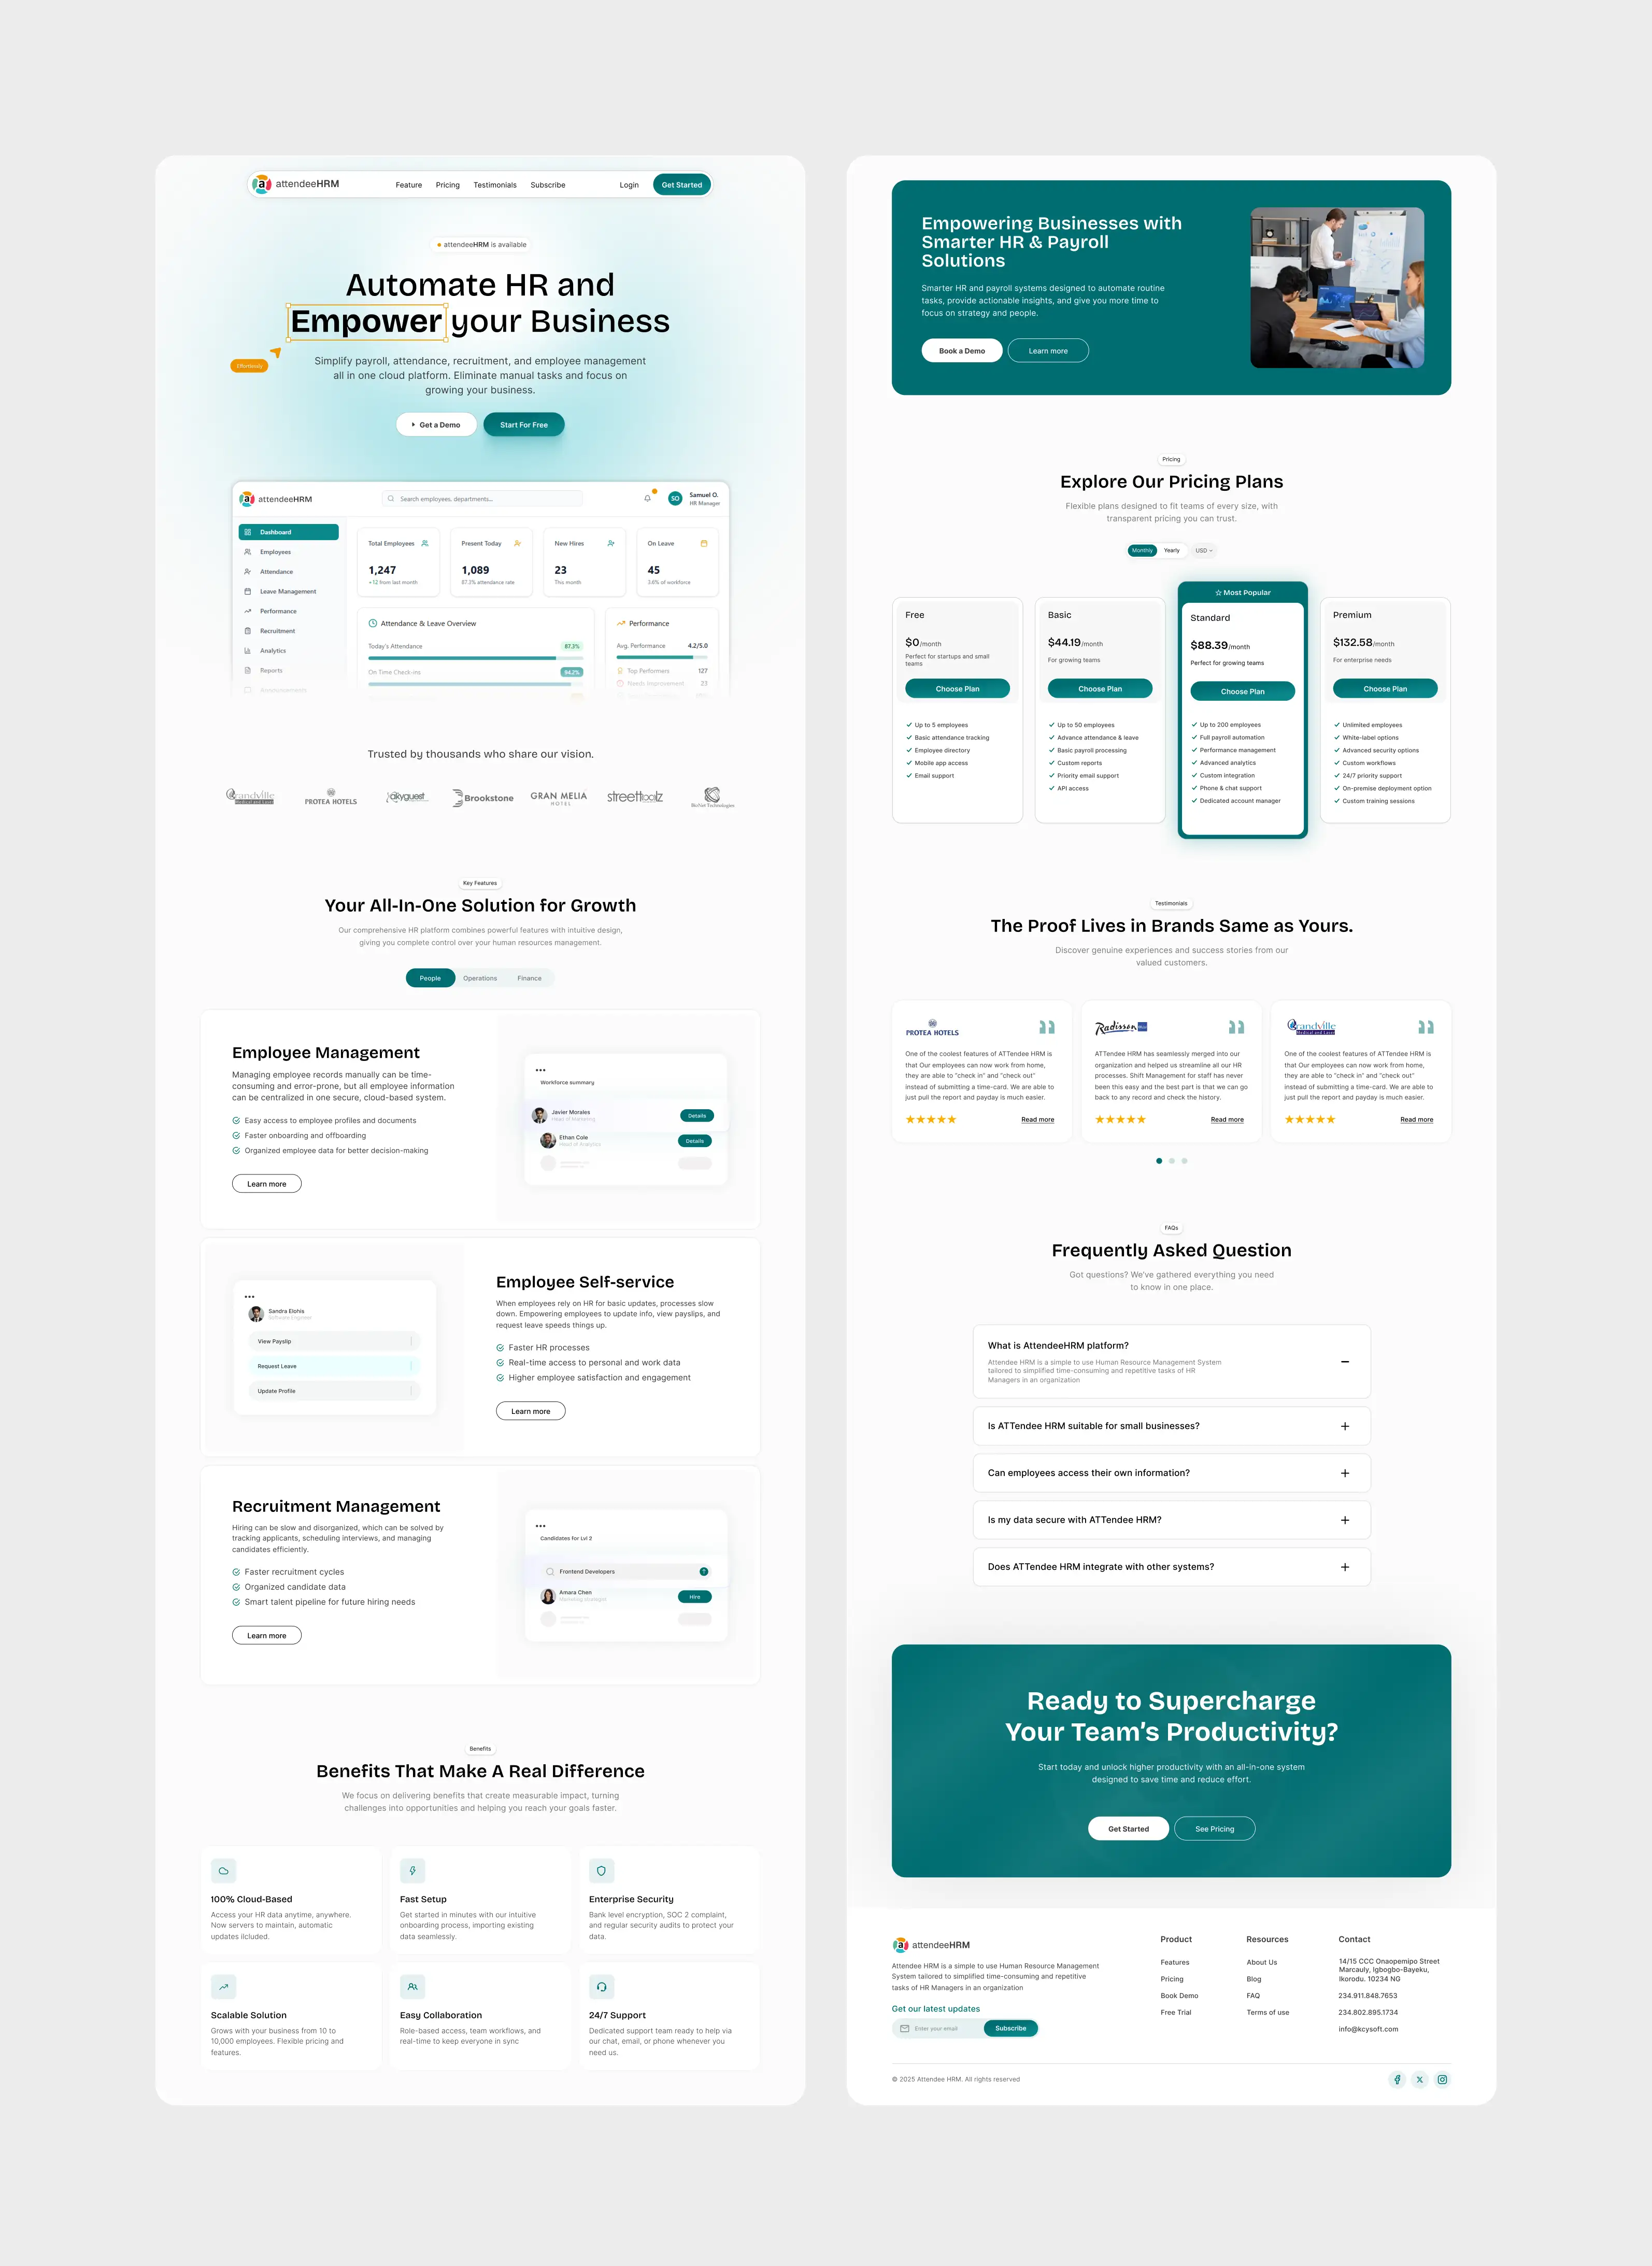 attendeeHRM
Feature Pricing Testimonials Subscribe
Login Get Started
attendeeHRM is available
Automate HR and
Empower your Business
Effortlessly
Simplify payroll, attendance, recruitment, and employee management
all in one cloud platform. Eliminate manual tasks and focus on
growing your business.
Get a Demo Start For Free
attendeeHRM
Search employees, departments...
SO
Samuel O.
HR Manager
Dashboard
Employees
Attendance
Leave Management
Performance
Recruitment
Analytics
Reports
Total Employees
1,247
+12 from last month
Present Today
1,089
87.3% attendance rate
New Hires
23
This month
On Leave
45
3.6% of workforce
Attendance & Leave Overview
Today's Attendance 87.3%
On Time Check-ins 94.2%
Performance
Avg. Performance 4.2/5.0
Top Performers 127
Needs Improvement 23
Trusted by thousands who share our vision.
Grandville
Medical and Laser
PROTEA HOTELS
skyguest
Brookstone
GRAN MELIA
HOTEL
streettoolz
BioNet Technologies
Key Features
Your All-In-One Solution for Growth
Our comprehensive HR platform combines powerful features with intuitive design,
giving you complete control over your human resources management.
People Operations Finance
Employee Management
Managing employee records manually can be time-
consuming and error-prone, but all employee information
can be centralized in one secure, cloud-based system.
Easy access to employee profiles and documents
Faster onboarding and offboarding
Organized employee data for better decision-making
Learn more
Workforce summary
Javier Morales
Head of Marketing
Details
Ethan Cole
Head of Analytics
Details
Sandra Elohis
Software Engineer
View Payslip
Request Leave
Update Profile
Employee Self-service
When employees rely on HR for basic updates, processes slow
down. Empowering employees to update info, view payslips, and
request leave speeds things up.
Faster HR processes
Real-time access to personal and work data
Higher employee satisfaction and engagement
Learn more
Recruitment Management
Hiring can be slow and disorganized, which can be solved by
tracking applicants, scheduling interviews, and managing
candidates efficiently.
Faster recruitment cycles
Organized candidate data
Smart talent pipeline for future hiring needs
Learn more
Candidates for Lvl 2
Frontend Developers
Amara Chen
Marketing strategist
Hire
Benefits
Benefits That Make A Real Difference
We focus on delivering benefits that create measurable impact, turning
challenges into opportunities and helping you reach your goals faster.
100% Cloud-Based
Access your HR data anytime, anywhere.
Now servers to maintain, automatic
updates ilcluded.
Fast Setup
Get started in minutes with our intuitive
onboarding process, importing existing
data seamlessly.
Enterprise Security
Bank level encryption, SOC 2 complaint,
and regular security audits to protect your
data.
Scalable Solution
Grows with your business from 10 to
10,000 employees. Flexible pricing and
features.
Easy Collaboration
Role-based access, team workflows, and
real-time to keep everyone in sync
24/7 Support
Dedicated support team ready to help via
our chat, email, or phone whenever you
need us.
Empowering Businesses with
Smarter HR & Payroll
Solutions
Smarter HR and payroll systems designed to automate routine
tasks, provide actionable insights, and give you more time to
focus on strategy and people.
Book a Demo Learn more
Pricing
Explore Our Pricing Plans
Flexible plans designed to fit teams of every size, with
transparent pricing you can trust.
Monthly Yearly USD
Free
$0/month
Perfect for startups and small
teams
Choose Plan
Up to 5 employees
Basic attendance tracking
Employee directory
Mobile app access
Email support
Basic
$44.19/month
For growing teams
Choose Plan
Up to 50 employees
Advance attendance & leave
Basic payroll processing
Custom reports
Priority email support
API access
Most Popular
Standard
$88.39/month
Perfect for growing teams
Choose Plan
Up to 200 employees
Full payroll automation
Performance management
Advanced analytics
Custom integration
Phone & chat support
Dedicated account manager
Premium
$132.58/month
For enterprise needs
Choose Plan
Unlimited employees
White-label options
Advanced security options
Custom workflows
24/7 priority support
On-premise deployment option
Custom training sessions
Testimonials
The Proof Lives in Brands Same as Yours.
Discover genuine experiences and success stories from our
valued customers.
PROTEA HOTELS
One of the coolest features of ATTendee HRM is
that Our employees can now work from home,
they are able to "check in" and "check out"
instead of submitting a time-card. We are able to
just pull the report and payday is much easier.
Read more
Radisson
ATTendee HRM has seamlessly merged into our
organization and helped us streamline all our HR
processes. Shift Management for staff has never
been this easy and the best part is that we can go
back to any record and check the history.
Read more
Grandville
Medical and Laser
One of the coolest features of ATTendee HRM is
that Our employees can now work from home,
they are able to "check in" and "check out"
instead of submitting a time-card. We are able to
just pull the report and payday is much easier.
Read more
FAQs
Frequently Asked Question
Got questions? We've gathered everything you need
to know in one place.
What is AttendeeHRM platform?
Attendee HRM is a simple to use Human Resource Management System
tailored to simplified time-consuming and repetitive tasks of HR
Managers in an organization
Is ATTendee HRM suitable for small businesses?
Can employees access their own information?
Is my data secure with ATTendee HRM?
Does ATTendee HRM integrate with other systems?
Ready to Supercharge
Your Team's Productivity?
Start today and unlock higher productivity with an all-in-one system
designed to save time and reduce effort.
Get Started See Pricing
attendeeHRM
Attendee HRM is a simple to use Human Resource Management
System tailored to simplified time-consuming and repetitive
tasks of HR Managers in an organization
Get our latest updates
Enter your email Subscribe
Product
Features
Pricing
Book Demo
Free Trial
Resources
About Us
Blog
FAQ
Terms of use
Contact
14/15 CCC Onaopemipo Street
Marcauly, Igbogbo-Bayeku,
Ikorodu. 10234 NG
234.911.848.7653
234.802.895.1734
info@kcysoft.com
© 2025 Attendee HRM. All rights reserved